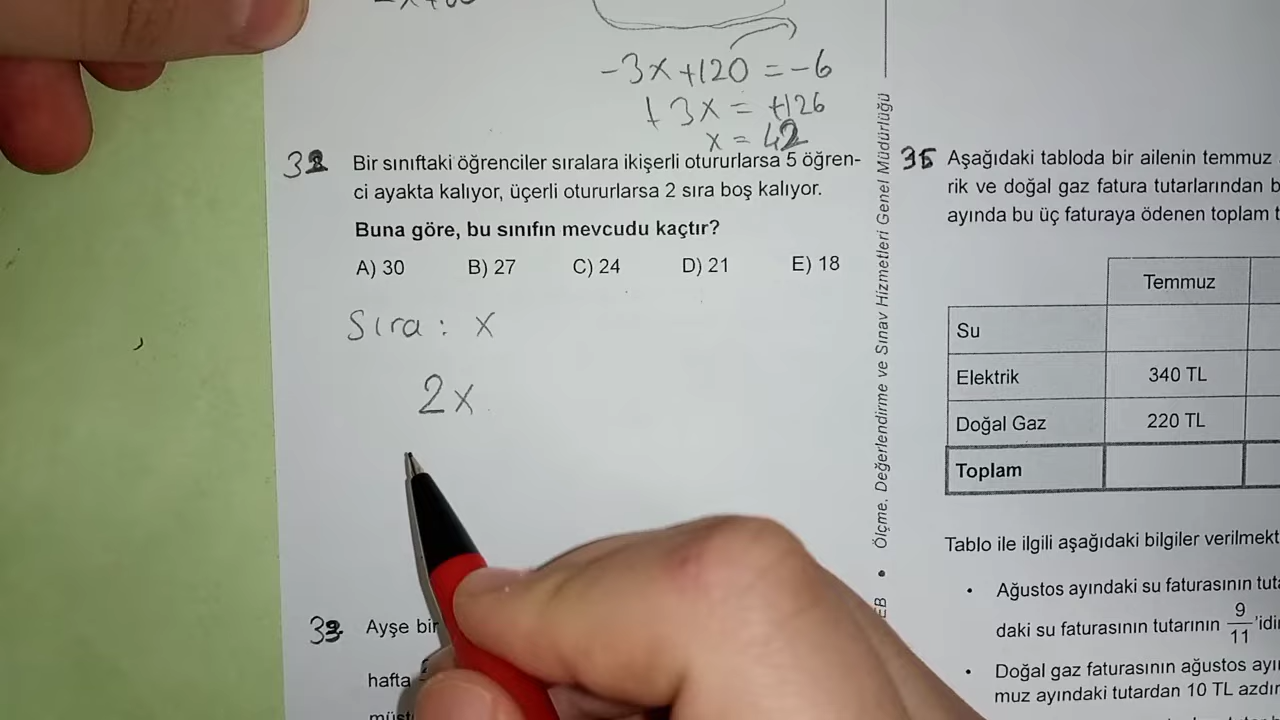 -3x+120 = -6
+3x = +126
x = 42
32 Bir sınıftaki öğrenciler sıralara ikişerli otururlarsa 5 öğren-
ci ayakta kalıyor, üçerli otururlarsa 2 sıra boş kalıyor.
Buna göre, bu sınıfın mevcudu kaçtır?
A) 30 B) 27 C) 24 D) 21 E) 18
Sıra : x
2x
33 Ayşe bir
hafta
müşt
Ölçme, Değerlendirme ve Sınav Hizmetleri Genel Müdürlüğü
EB •
35 Aşağıdaki tabloda bir ailenin temmuz
rik ve doğal gaz fatura tutarlarından b
ayında bu üç faturaya ödenen toplam t
Temmuz
Su
Elektrik 340 TL
Doğal Gaz 220 TL
Toplam
Tablo ile ilgili aşağıdaki bilgiler verilmekt
• Ağustos ayındaki su faturasının tuta
daki su faturasının tutarının 9/11'idir
• Doğal gaz faturasının ağustos ayı
muz ayındaki tutardan 10 TL azdır